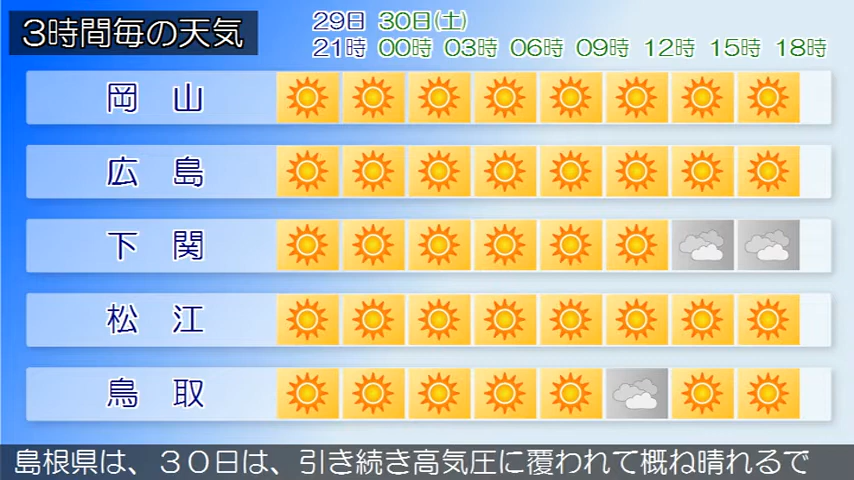 3時間毎の天気
29日 30日(土)
21時 00時 03時 06時 09時 12時 15時 18時
岡 山
広 島
下 関
松 江
鳥 取
島根県は、３０日は、引き続き高気圧に覆われて概ね晴れるで